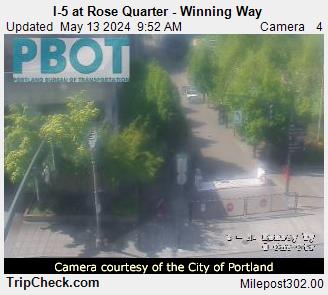 I-5 at Rose Quarter - Winning Way
Updated May 13 2024 9:52 AM Camera 4
PBOT
PORTLAND BUREAU OF TRANSPORTATION
Camera courtesy of the City of Portland
TripCheck.com Milepost302.00